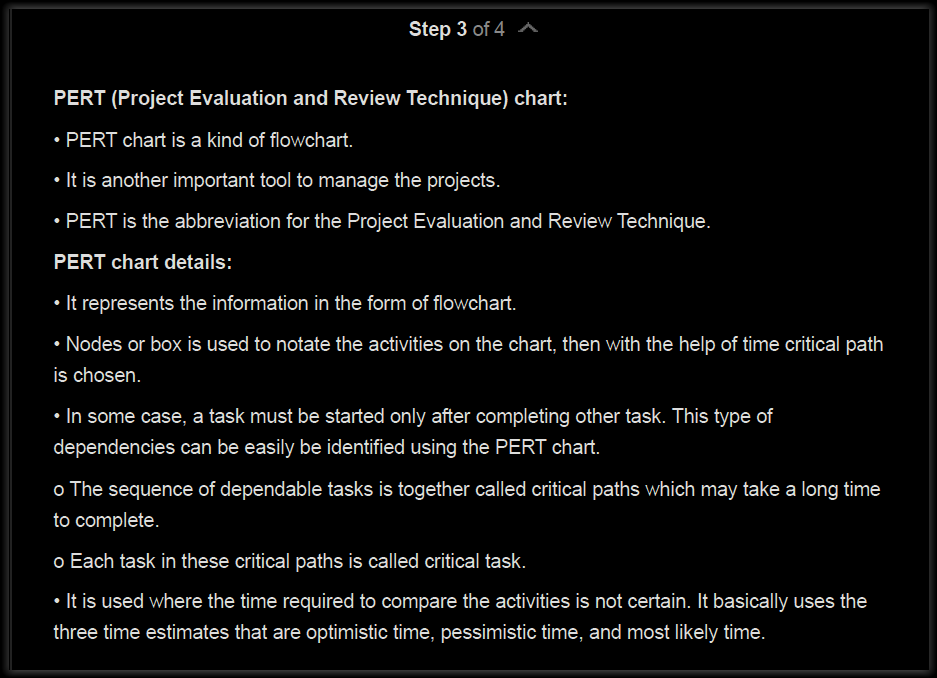 Step 3 of 4
PERT (Project Evaluation and Review Technique) chart:
• PERT chart is a kind of flowchart.
• It is another important tool to manage the projects.
• PERT is the abbreviation for the Project Evaluation and Review Technique.
PERT chart details:
• It represents the information in the form of flowchart.
• Nodes or box is used to notate the activities on the chart, then with the help of time critical path
is chosen.
• In some case, a task must be started only after completing other task. This type of
dependencies can be easily be identified using the PERT chart.
o The sequence of dependable tasks is together called critical paths which may take a long time
to complete.
o Each task in these critical paths is called critical task.
• It is used where the time required to compare the activities is not certain. It basically uses the
three time estimates that are optimistic time, pessimistic time, and most likely time.